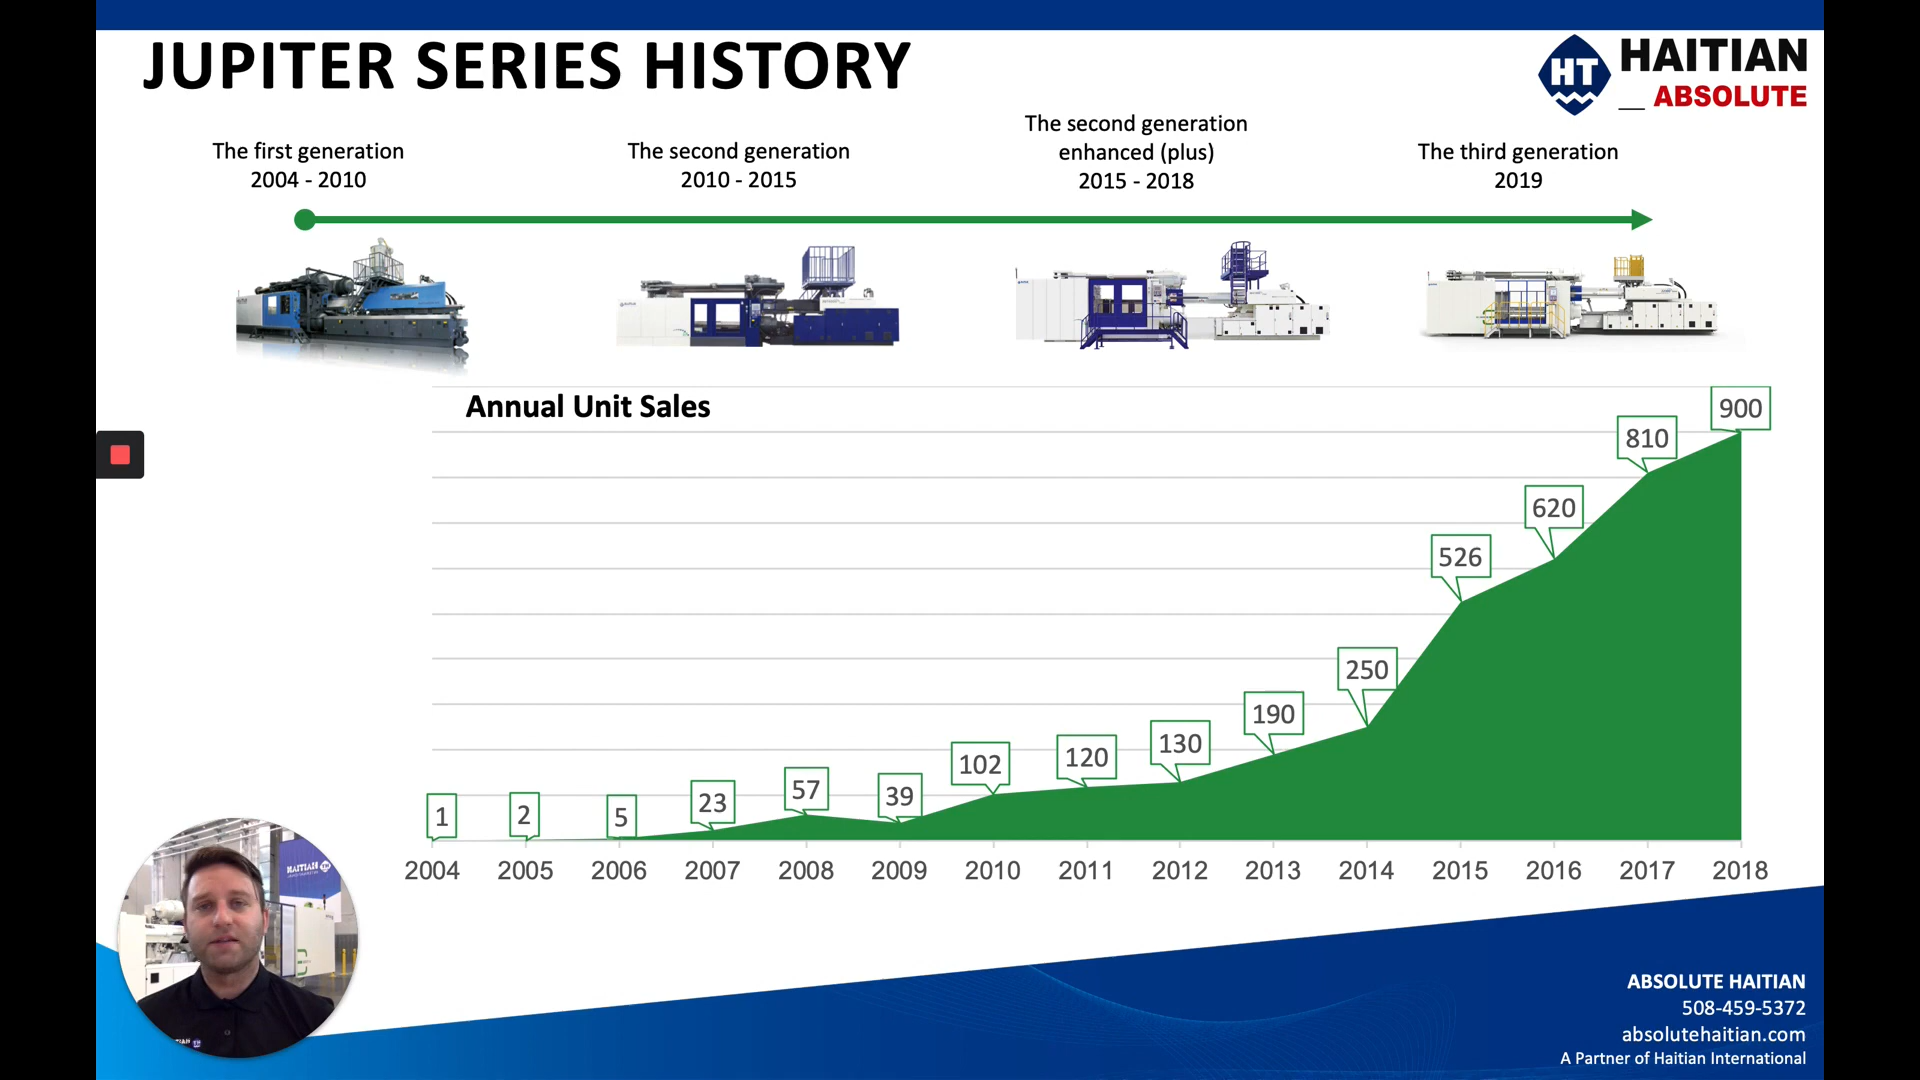 JUPITER SERIES HISTORY
HT
HAITIAN
ABSOLUTE
The first generation
2004 - 2010
The second generation
2010 - 2015
The second generation
enhanced (plus)
2015 - 2018
The third generation
2019
Annual Unit Sales
1
2
5
23
57
39
102
120
130
190
250
526
620
810
900
2004 2005 2006 2007 2008 2009 2010 2011 2012 2013 2014 2015 2016 2017 2018
HAITIAN
ABSOLUTE HAITIAN
508-459-5372
absolutehaitian.com
A Partner of Haitian International